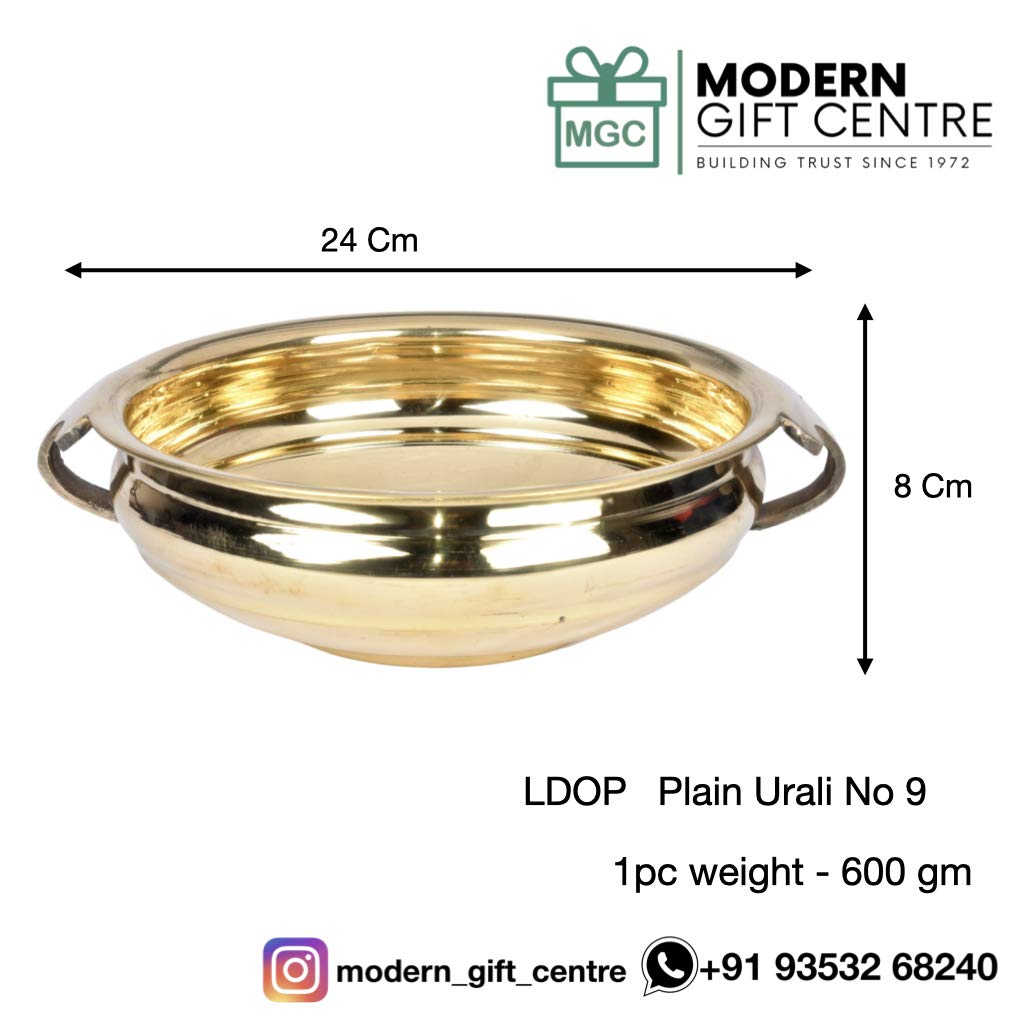 MGC
MODERN
GIFT CENTRE
BUILDING TRUST SINCE 1972
24 Cm
8 Cm
LDOP Plain Urali No 9
1pc weight - 600 gm
modern_gift_centre
+91 93532 68240